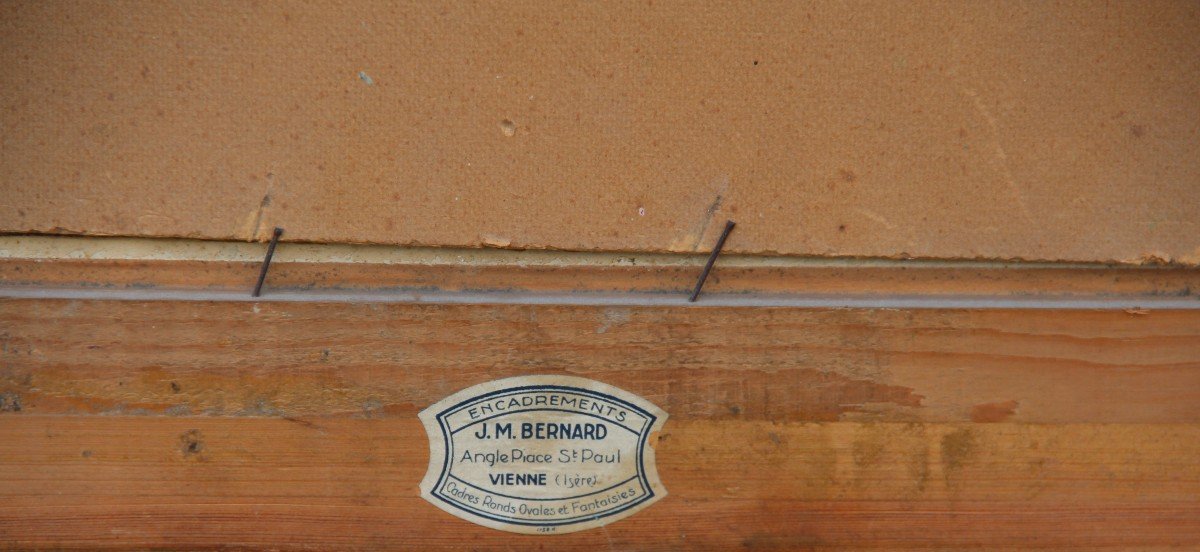 ENCADREMENTS
J. M. BERNARD
Angle Place St Paul
VIENNE (Isère)
Cadres Ronds Ovales et Fantaisies